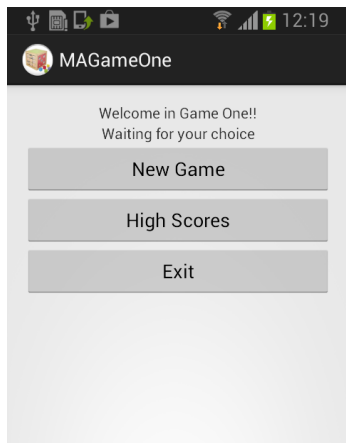 12:19
MAGameOne
Welcome in Game One!!
Waiting for your choice
New Game
High Scores
Exit